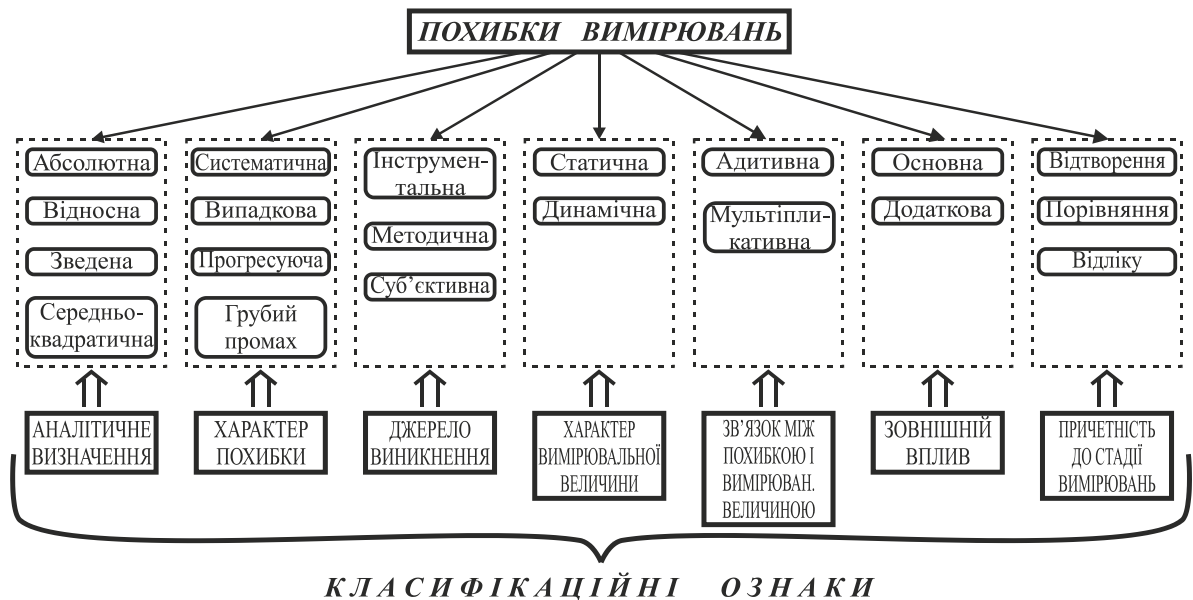 ПОХИБКИ ВИМІРЮВАНЬ
Абсолютна
Відносна
Зведена
Середньо-
квадратична
Систематична
Випадкова
Прогресуюча
Грубий
промах
Інструмен-
тальна
Методична
Суб’єктивна
Статична
Динамічна
Адитивна
Мультіпли-
кативна
Основна
Додаткова
Відтворення
Порівняння
Відліку
АНАЛІТИЧНЕ
ВИЗНАЧЕННЯ
ХАРАКТЕР
ПОХИБКИ
ДЖЕРЕЛО
ВИНИКНЕННЯ
ХАРАКТЕР
ВИМІРЮВАЛЬНОЇ
ВЕЛИЧИНИ
ЗВ’ЯЗОК МІЖ
ПОХИБКОЮ І
ВИМІРЮВАН.
ВЕЛИЧИНОЮ
ЗОВНІШНІЙ
ВПЛИВ
ПРИЧЕТНІСТЬ
ДО СТАДІЇ
ВИМІРЮВАНЬ
КЛАСИФІКАЦІЙНІ ОЗНАКИ